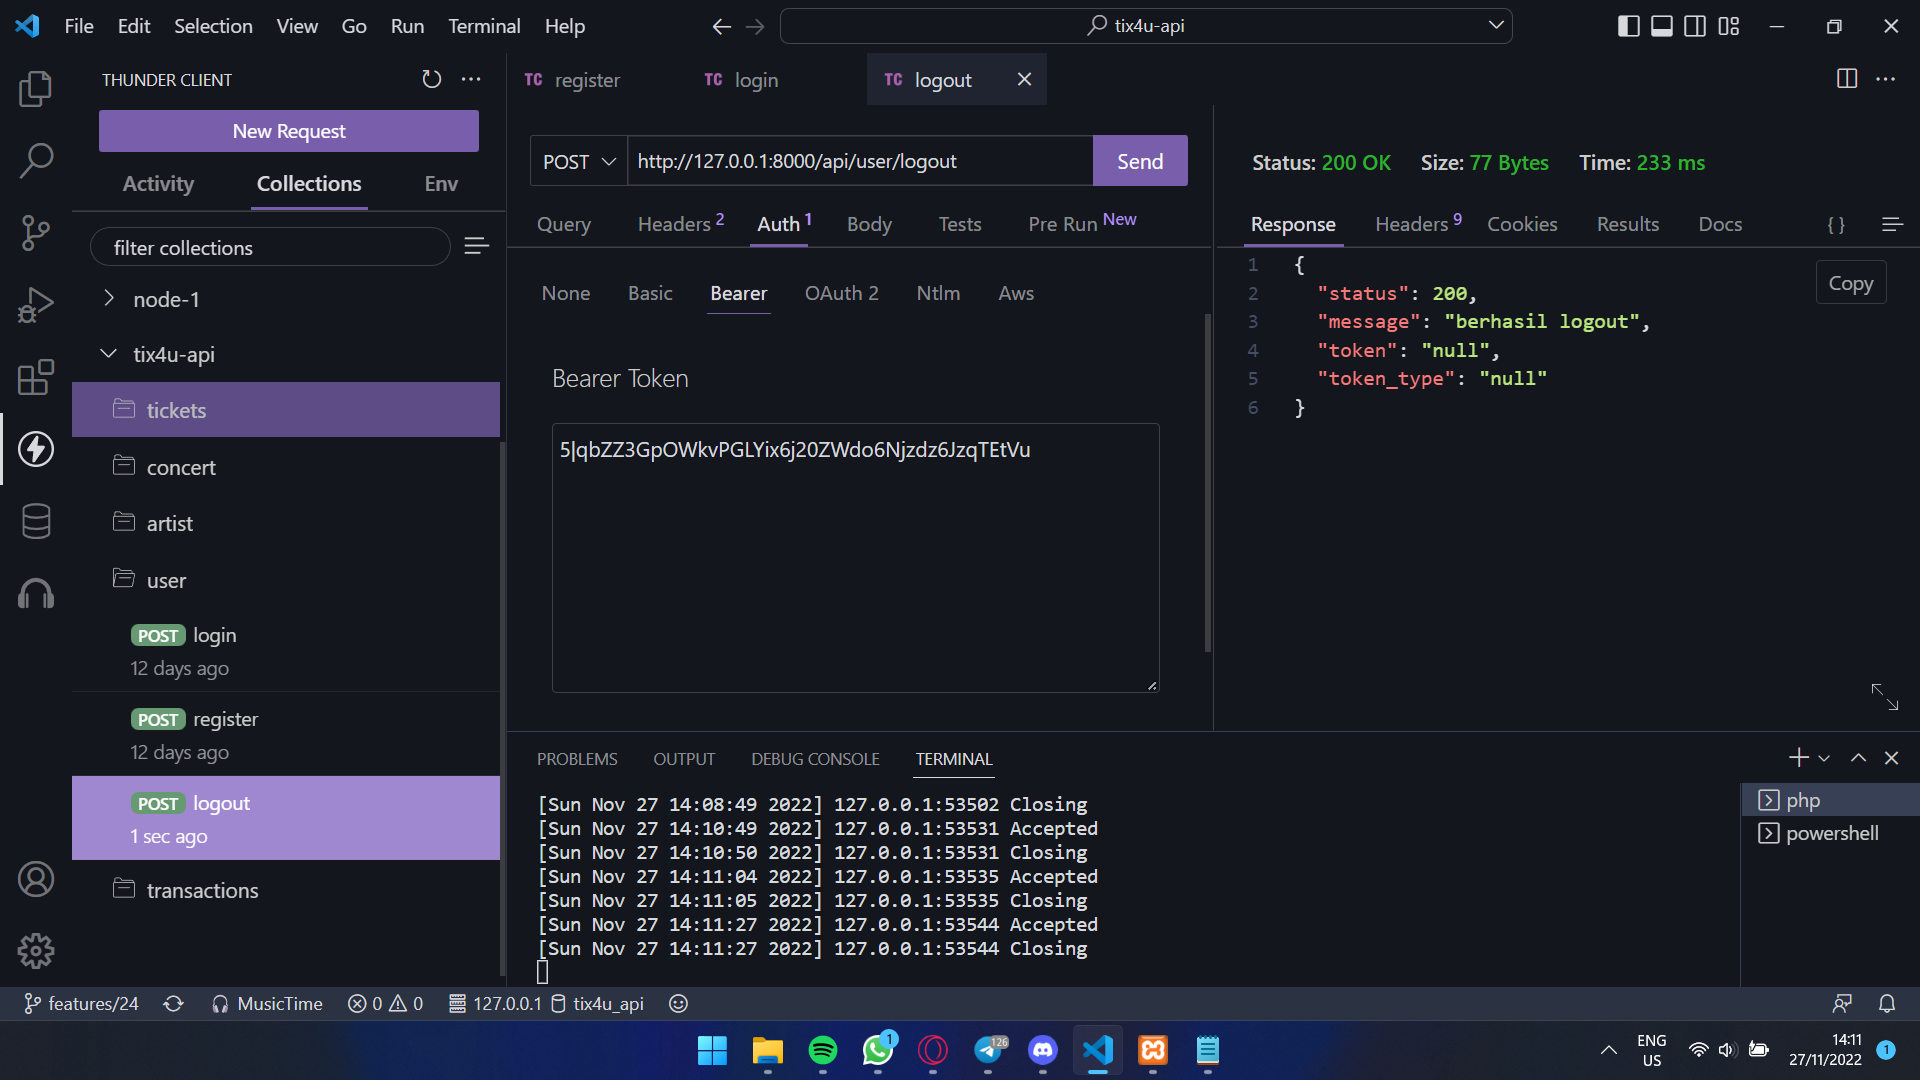 File Edit Selection View Go Run Terminal Help
tix4u-api
THUNDER CLIENT
New Request
Activity Collections Env
filter collections
node-1
tix4u-api
tickets
concert
artist
user
POST login
12 days ago
POST register
12 days ago
POST logout
1 sec ago
transactions
TC register TC login TC logout
POST http://127.0.0.1:8000/api/user/logout Send
Query Headers 2 Auth 1 Body Tests Pre Run New
None Basic Bearer OAuth 2 Ntlm Aws
Bearer Token
5|qbZZ3GpOWkvPGLYix6j20ZWdo6Njzdz6JzqTEtVu
Status: 200 OK Size: 77 Bytes Time: 233 ms
Response Headers 9 Cookies Results Docs { }
Copy
1 {
2 "status": 200,
3 "message": "berhasil logout",
4 "token": "null",
5 "token_type": "null"
6 }
PROBLEMS OUTPUT DEBUG CONSOLE TERMINAL
[Sun Nov 27 14:08:49 2022] 127.0.0.1:53502 Closing
[Sun Nov 27 14:10:49 2022] 127.0.0.1:53531 Accepted
[Sun Nov 27 14:10:50 2022] 127.0.0.1:53531 Closing
[Sun Nov 27 14:11:04 2022] 127.0.0.1:53535 Accepted
[Sun Nov 27 14:11:05 2022] 127.0.0.1:53535 Closing
[Sun Nov 27 14:11:27 2022] 127.0.0.1:53544 Accepted
[Sun Nov 27 14:11:27 2022] 127.0.0.1:53544 Closing
php
powershell
features/24 MusicTime 0 0 127.0.0.1 tix4u_api
1
126
ENG
US
14:11
27/11/2022
1